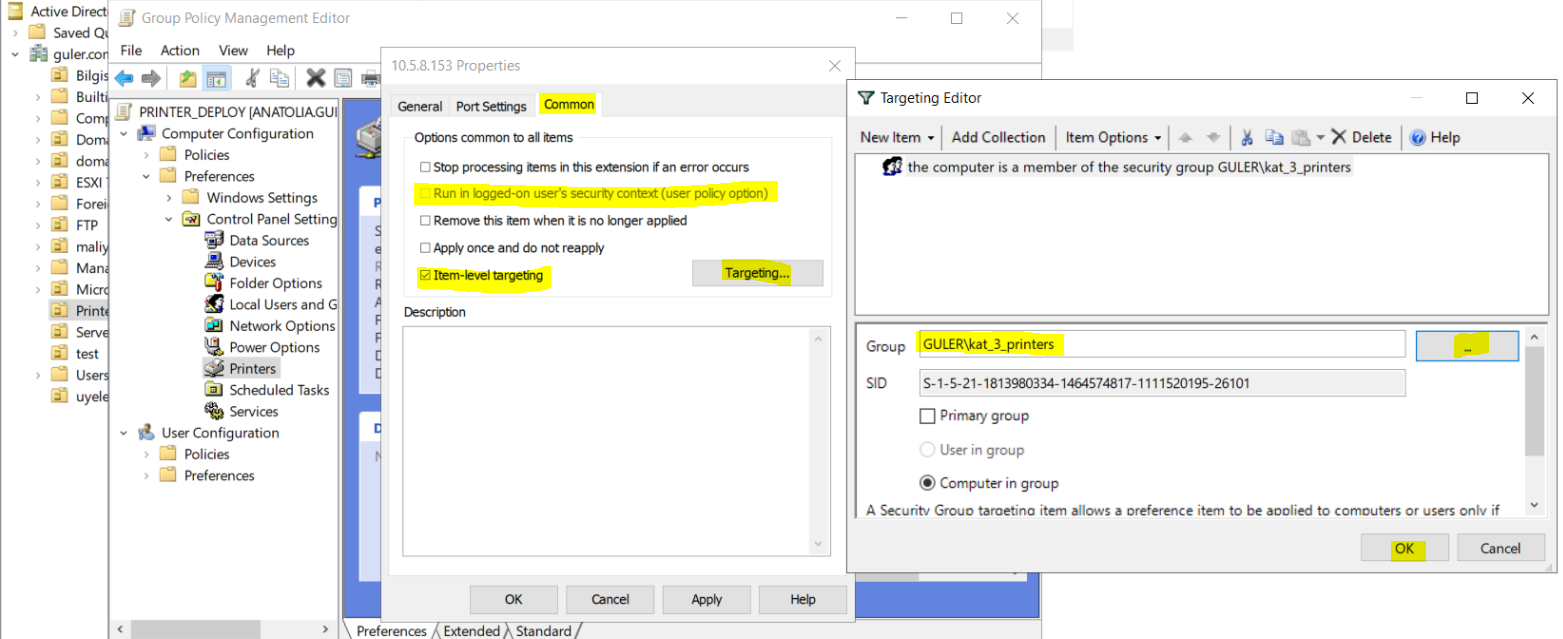 Active Direct
Saved Qu
guler.con
Bilgis
Builti
Comp
Doma
doma
ESXI T
Forei
FTP
maliy
Mana
Micro
Printe
Serve
test
Users
uyele
Group Policy Management Editor
File Action View Help
PRINTER_DEPLOY [ANATOLIA.GUI
Computer Configuration
Policies
Preferences
Windows Settings
Control Panel Setting
Data Sources
Devices
Folder Options
Local Users and G
Network Options
Power Options
Printers
Scheduled Tasks
Services
User Configuration
Policies
Preferences
Preferences Extended Standard
10.5.8.153 Properties
General Port Settings Common
Options common to all items
Stop processing items in this extension if an error occurs
Run in logged-on user's security context (user policy option)
Remove this item when it is no longer applied
Apply once and do not reapply
Item-level targeting Targeting...
Description
OK Cancel Apply Help
Targeting Editor
New Item Add Collection Item Options Delete Help
the computer is a member of the security group GULER\kat_3_printers
Group GULER\kat_3_printers ...
SID S-1-5-21-1813980334-1464574817-1111520195-26101
Primary group
User in group
Computer in group
A Security Group targeting item allows a preference item to be applied to computers or users only if
OK Cancel